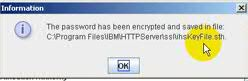 Information
The password has been encrypted and saved in file:
C:\Program Files\IBM\HTTPServer\ssl\ihsKeyFile.sth.
OK